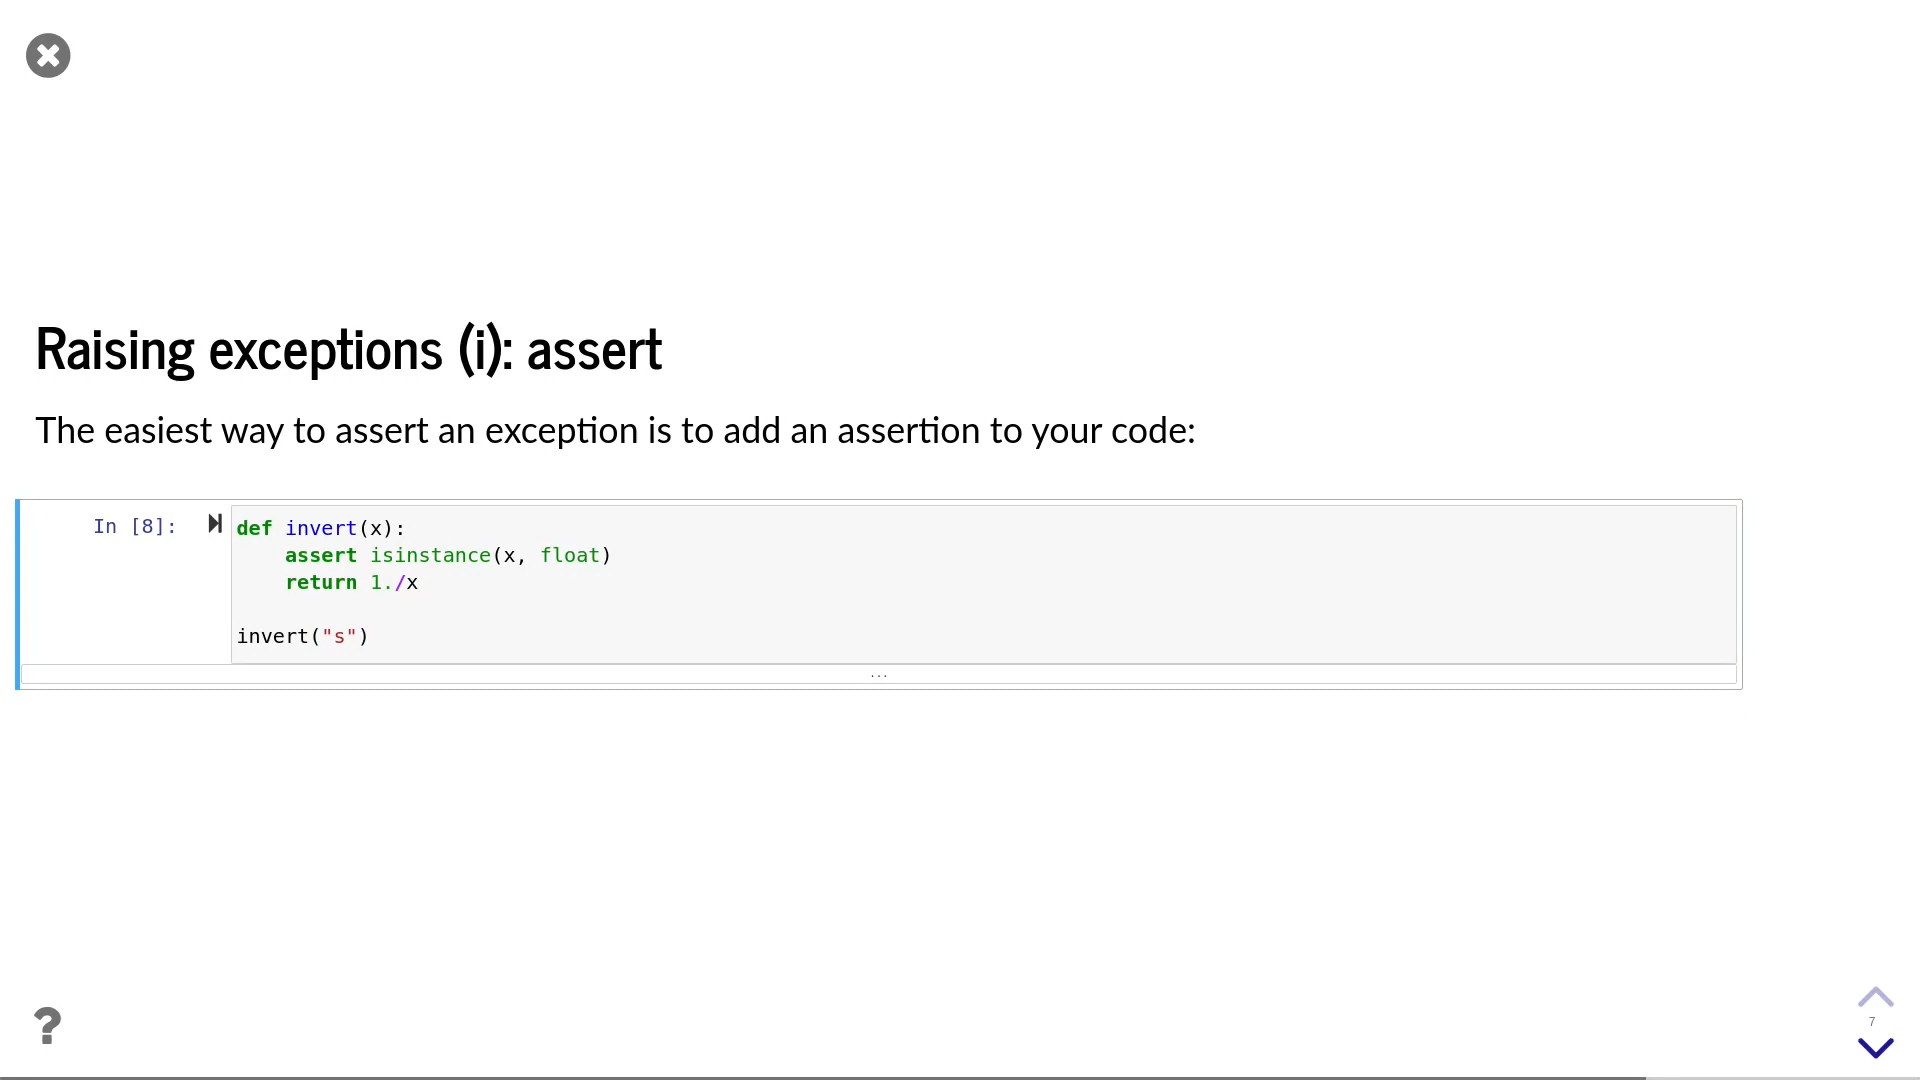 Raising exceptions (i): assert
The easiest way to assert an exception is to add an assertion to your code:
In [8]:
def invert(x):
    assert isinstance(x, float)
    return 1./x

invert("s")
...
7